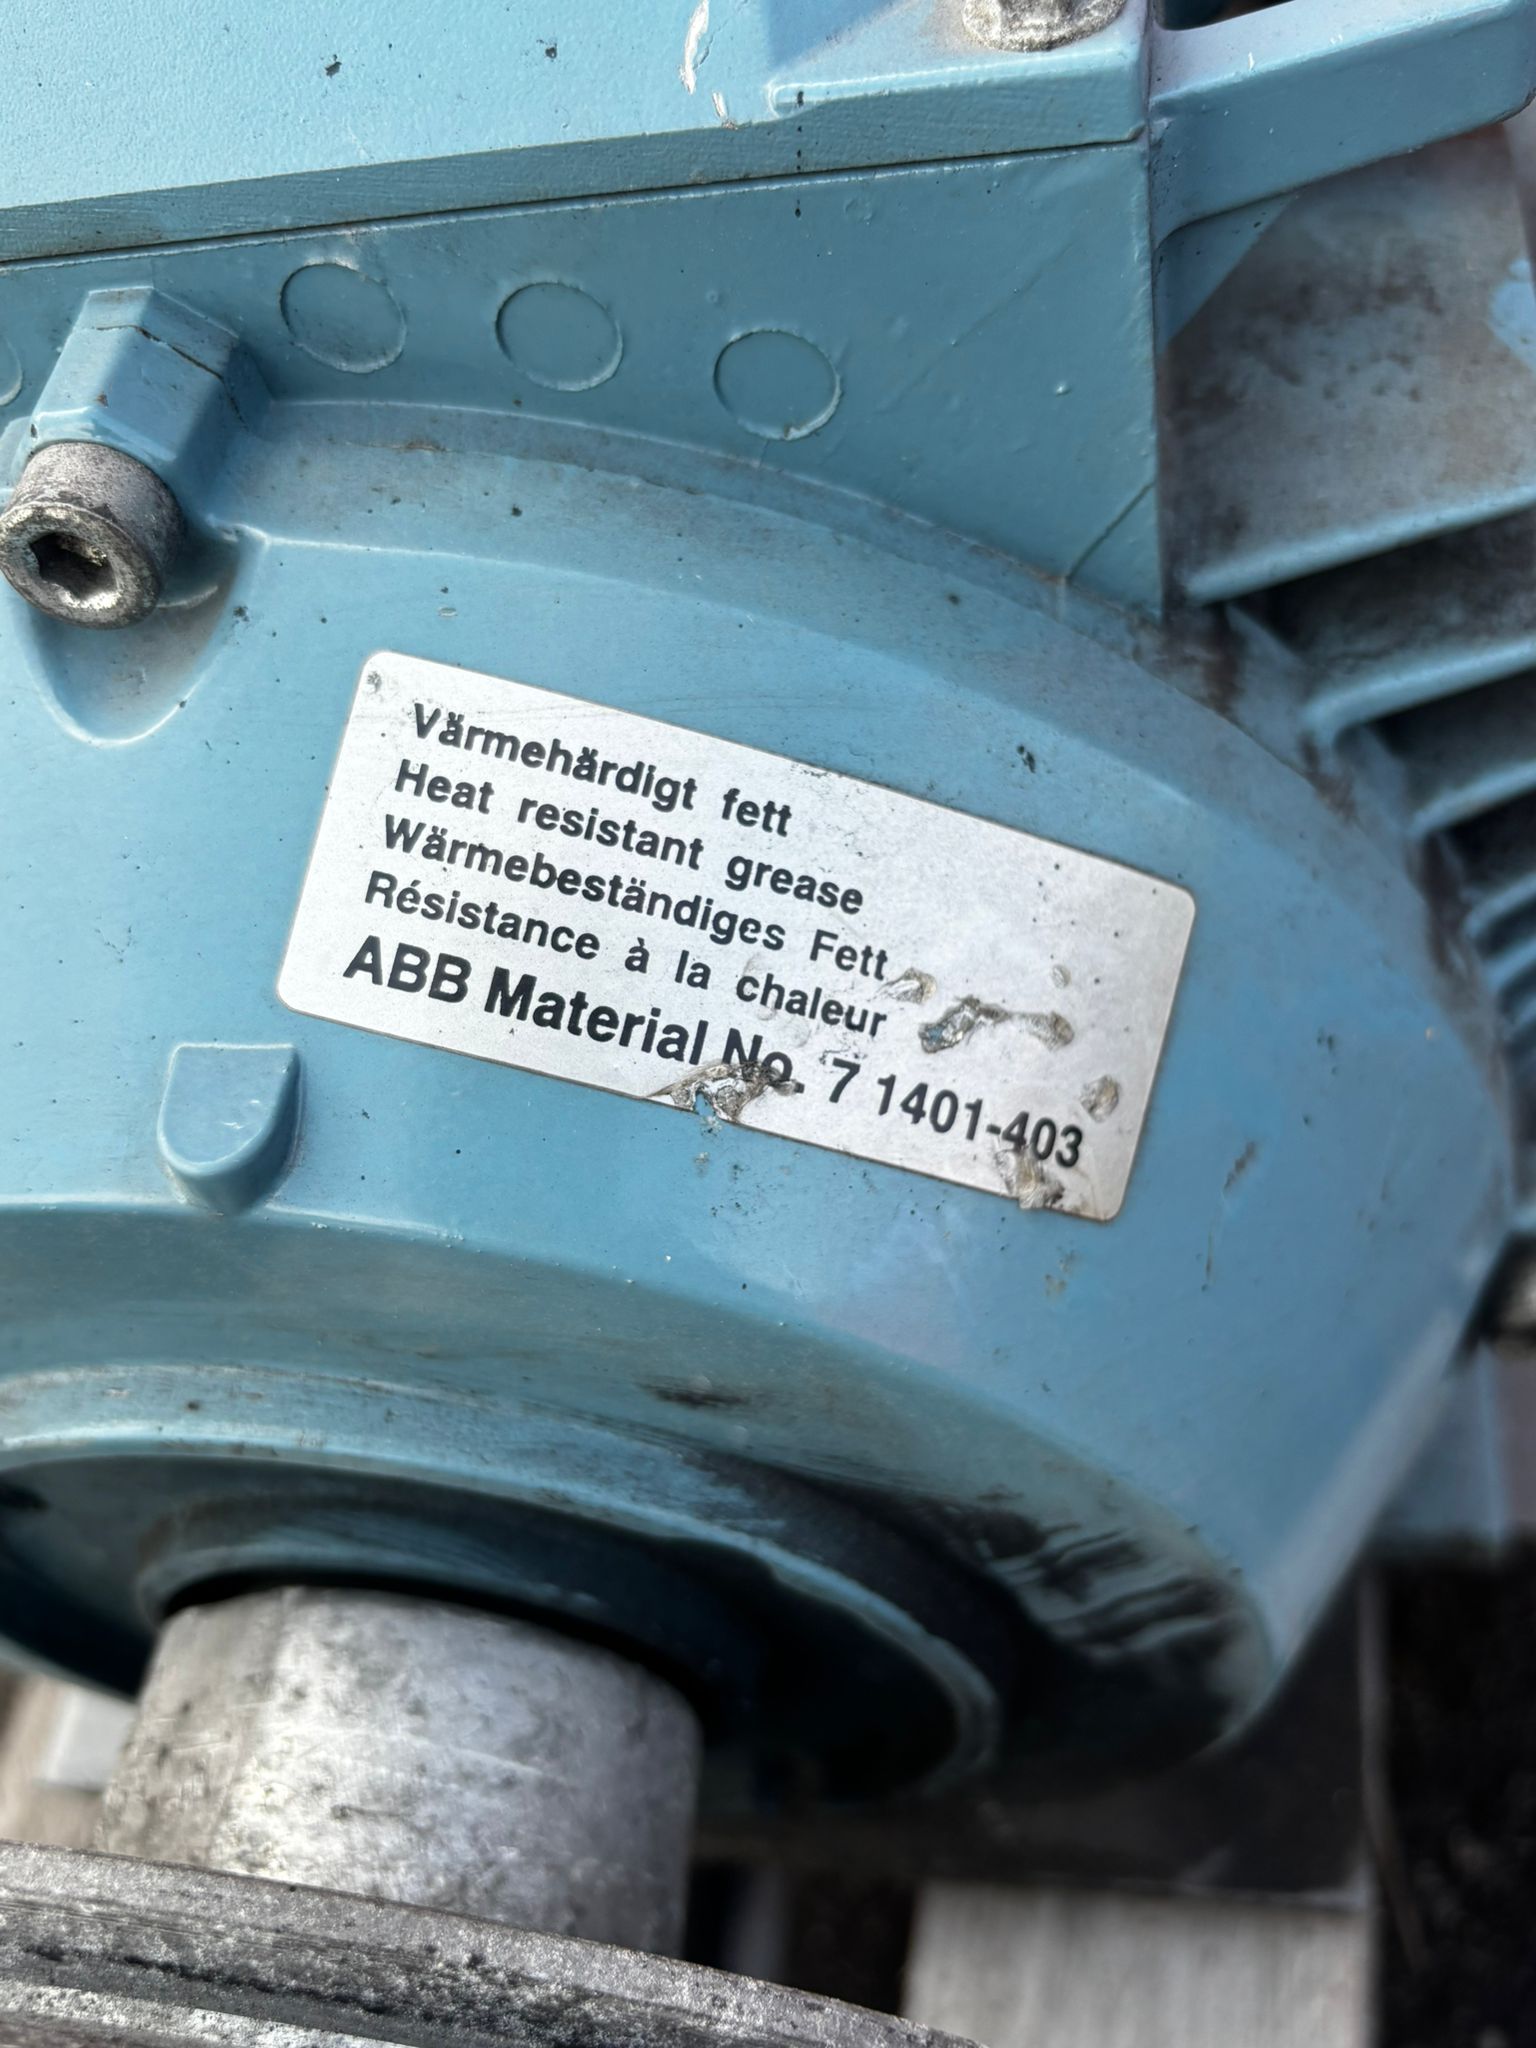 Värmehärdigt fett
Heat resistant grease
Wärmebeständiges Fett
Résistance à la chaleur
ABB Material No. 7 1401-403